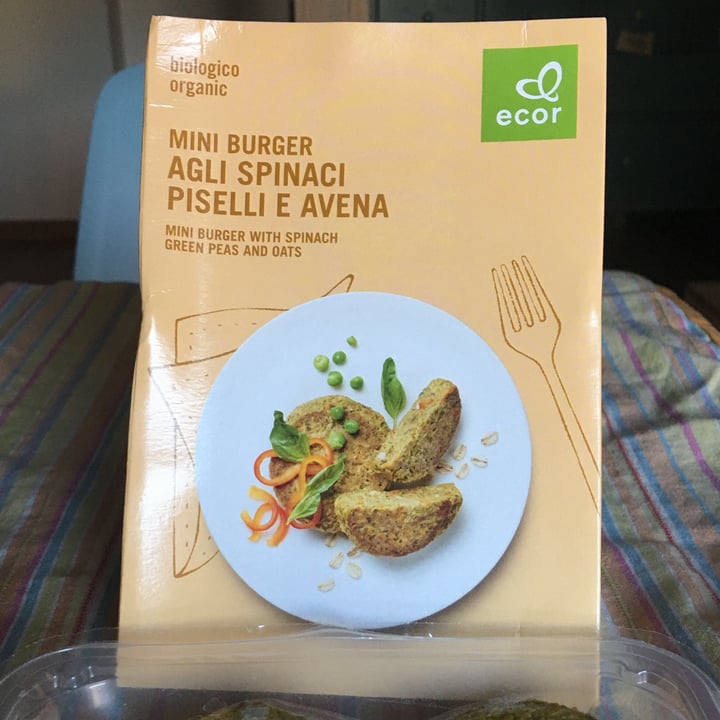 biologico
organic
ecor
MINI BURGER
AGLI SPINACI
PISELLI E AVENA
MINI BURGER WITH SPINACH
GREEN PEAS AND OATS